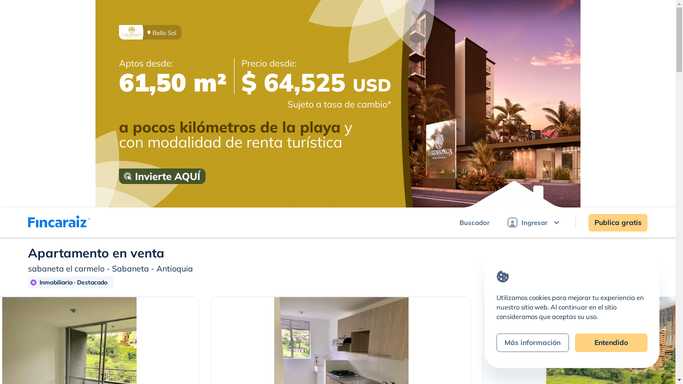 Bello Sol
Aptos desde:
61,50 m²
Precio desde:
$ 64,525 USD
Sujeto a tasa de cambio*
a pocos kilómetros de la playa y
con modalidad de renta turística
Invierte AQUÍ
Fincaraiz
Buscador
Ingresar
Publica gratis
Apartamento en venta
sabaneta el carmelo - Sabaneta - Antioquia
Inmobiliaria · Destacado
Utilizamos cookies para mejorar tu experiencia en
nuestro sitio web. Al continuar en el sitio
consideramos que aceptas su uso.
Más información
Entendido